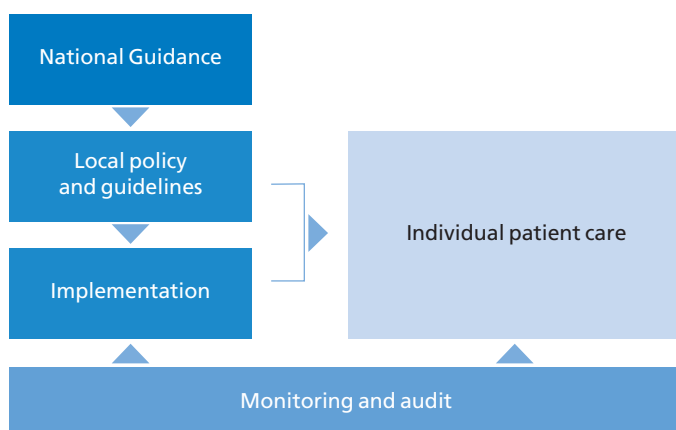 National Guidance
Local policy
and guidelines
Individual patient care
Implementation
Monitoring and audit